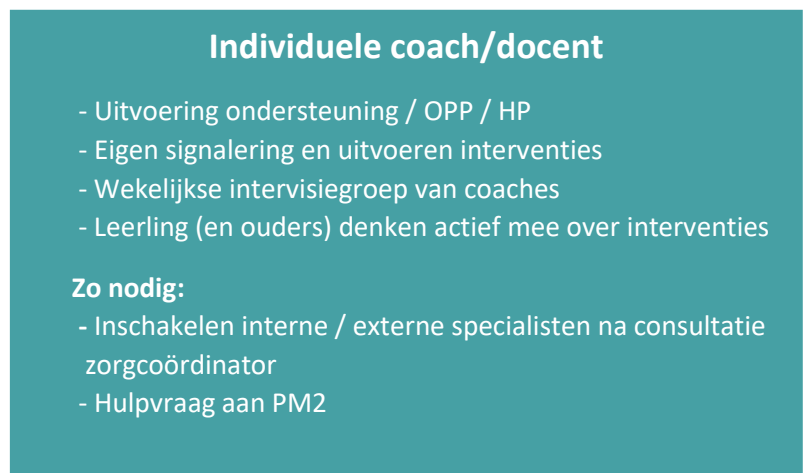 Individuele coach/docent
- Uitvoering ondersteuning / OPP / HP
- Eigen signalering en uitvoeren interventies
- Wekelijkse intervisiegroep van coaches
- Leerling (en ouders) denken actief mee over interventies
Zo nodig:
- Inschakelen interne / externe specialisten na consultatie
zorgcoördinator
- Hulpvraag aan PM2